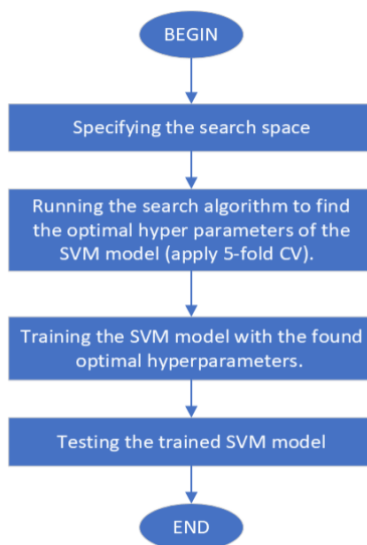 BEGIN
Specifying the search space
Running the search algorithm to find
the optimal hyper parameters of the
SVM model (apply 5-fold CV).
Training the SVM model with the found
optimal hyperparameters.
Testing the trained SVM model
END